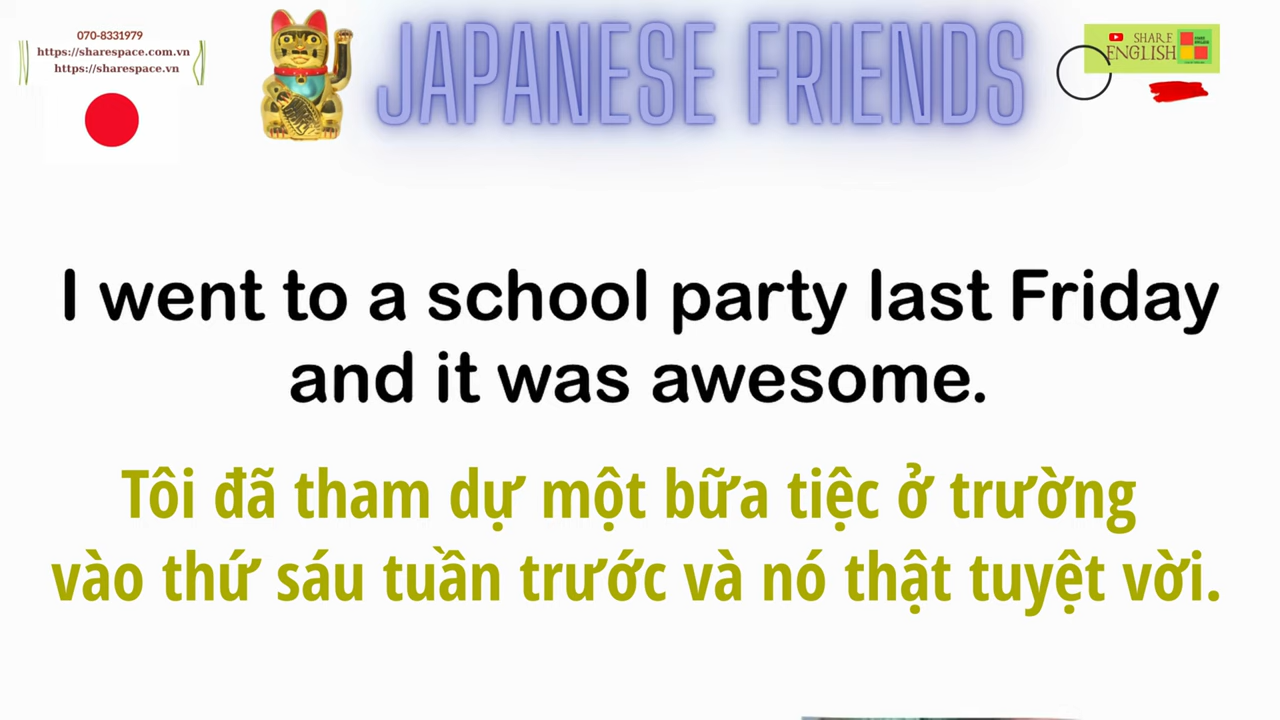 070-8331979
https://sharespace.com.vn
https://sharespace.vn
JAPANESE FRIENDS
SHARE
ENGLISH
I went to a school party last Friday
and it was awesome.
Tôi đã tham dự một bữa tiệc ở trường
vào thứ sáu tuần trước và nó thật tuyệt vời.